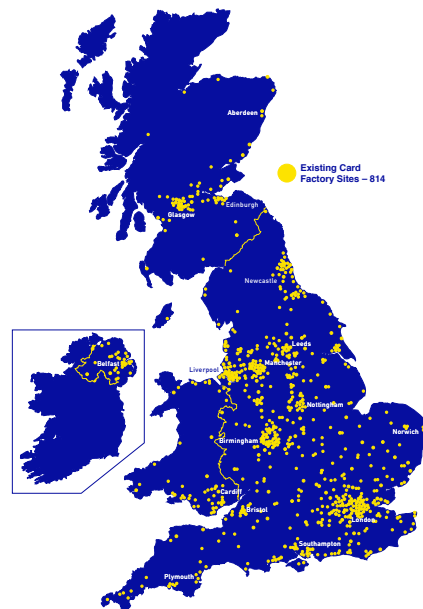 Aberdeen
Existing Card
Factory Sites – 814
Edinburgh
Glasgow
Newcastle
Leeds
Belfast
Manchester
Liverpool
Nottingham
Norwich
Birmingham
Cardiff
Bristol
London
Southampton
Plymouth